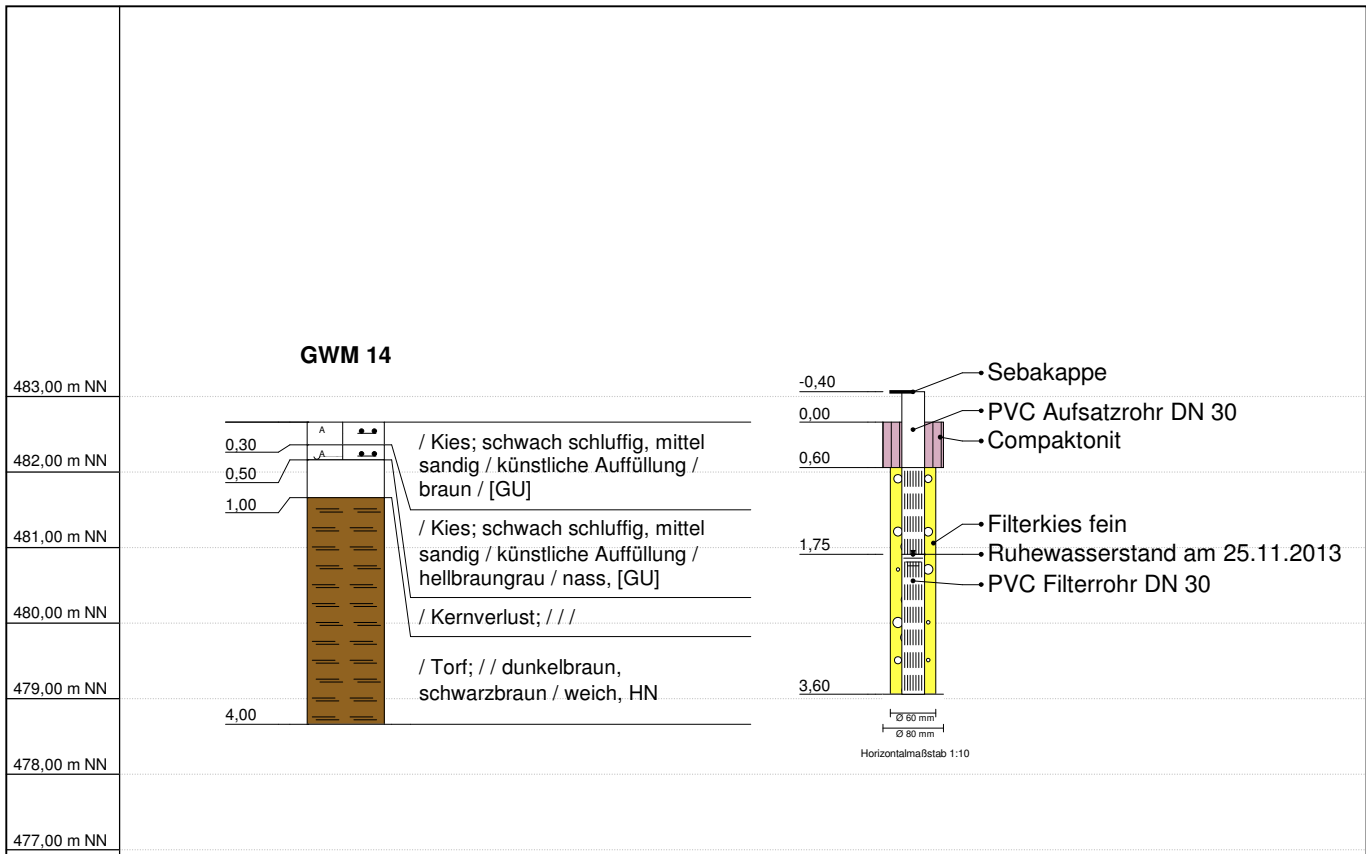 GWM 14
483,00 m NN
482,00 m NN
481,00 m NN
480,00 m NN
479,00 m NN
478,00 m NN
477,00 m NN
0,30
0,50
1,00
4,00
A
A
/ Kies; schwach schluffig, mittel
sandig / künstliche Auffüllung /
braun / [GU]
/ Kies; schwach schluffig, mittel
sandig / künstliche Auffüllung /
hellbraungrau / nass, [GU]
/ Kernverlust; / / /
/ Torf; / / dunkelbraun,
schwarzbraun / weich, HN
-0,40
0,00
0,60
1,75
3,60
Sebakappe
PVC Aufsatzrohr DN 30
Compaktonit
Filterkies fein
Ruhewasserstand am 25.11.2013
PVC Filterrohr DN 30
Ø 60 mm
Ø 80 mm
Horizontalmaßstab 1:10